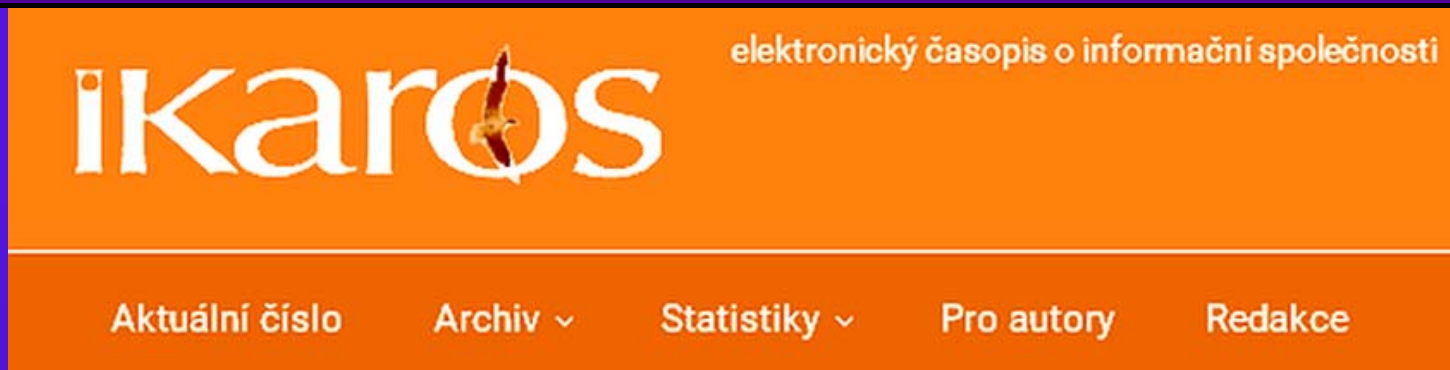 ikaros
elektronický časopis o informační společnosti
Aktuální číslo Archiv Statistiky Pro autory Redakce